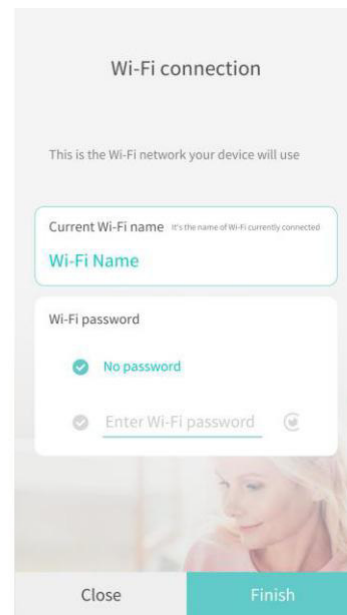 Wi-Fi connection
This is the Wi-Fi network your device will use
Current Wi-Fi name It's the name of Wi-Fi currently connected
Wi-Fi Name
Wi-Fi password
No password
Enter Wi-Fi password
Close Finish